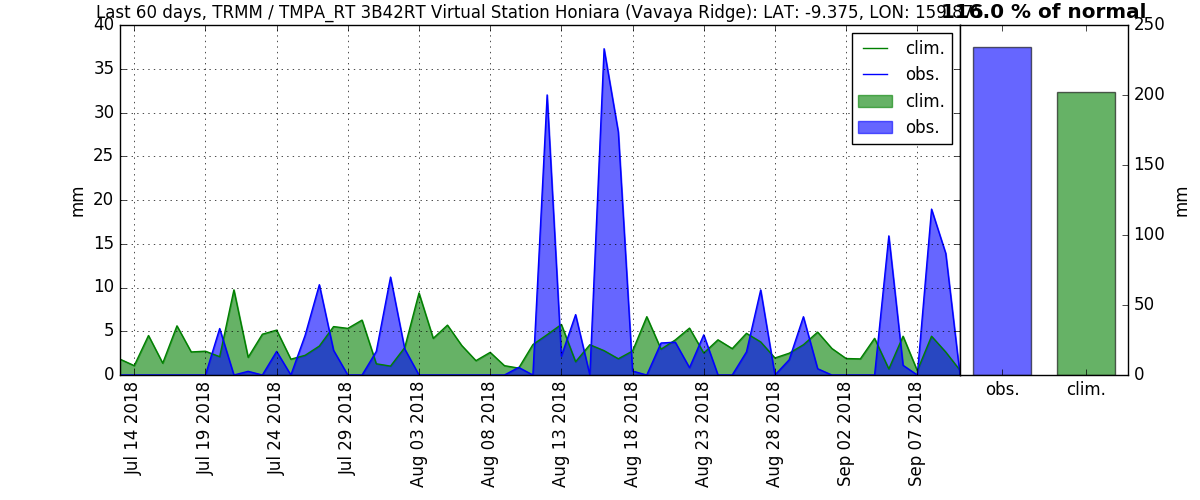 Last 60 days, TRMM / TMPA_RT 3B42RT Virtual Station Honiara (Vavaya Ridge): LAT: -9.375, LON:
116.0 % of normal
40
35
30
25
20
15
10
5
0
mm
clim.
obs.
clim.
obs.
250
200
150
100
50
0
mm
obs.
clim.
Jul 14 2018
Jul 19 2018
Jul 24 2018
Jul 29 2018
Aug 03 2018
Aug 08 2018
Aug 13 2018
Aug 18 2018
Aug 23 2018
Aug 28 2018
Sep 02 2018
Sep 07 2018